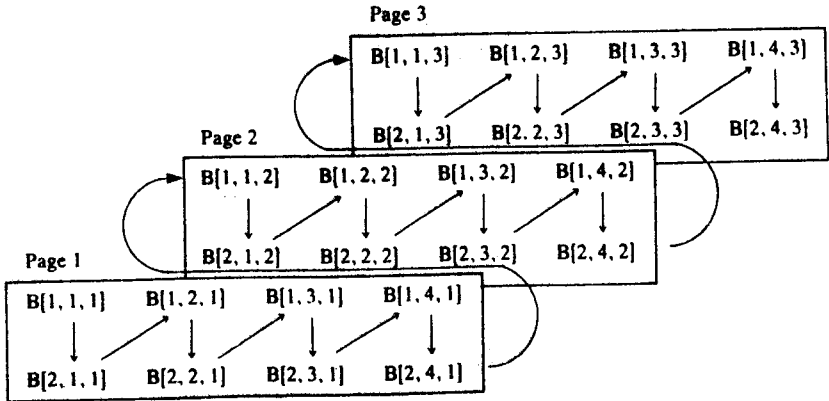 Page 3
B[1, 1, 3] B[1, 2, 3] B[1, 3, 3] B[1, 4, 3]
B[2, 1, 3] B[2. 2, 3] B[2, 3, 3] B[2, 4, 3]
Page 2
B[1, 1, 2] B[1, 2, 2] B[1, 3, 2] B[1, 4, 2]
B[2, 1, 2] B[2, 2, 2] B[2, 3, 2] B[2, 4, 2]
Page 1
B[1, 1, 1] B[1, 2, 1] B[1, 3, 1] B[1, 4, 1]
B[2, 1, 1] B[2, 2, 1] B[2, 3, 1] B[2, 4, 1]